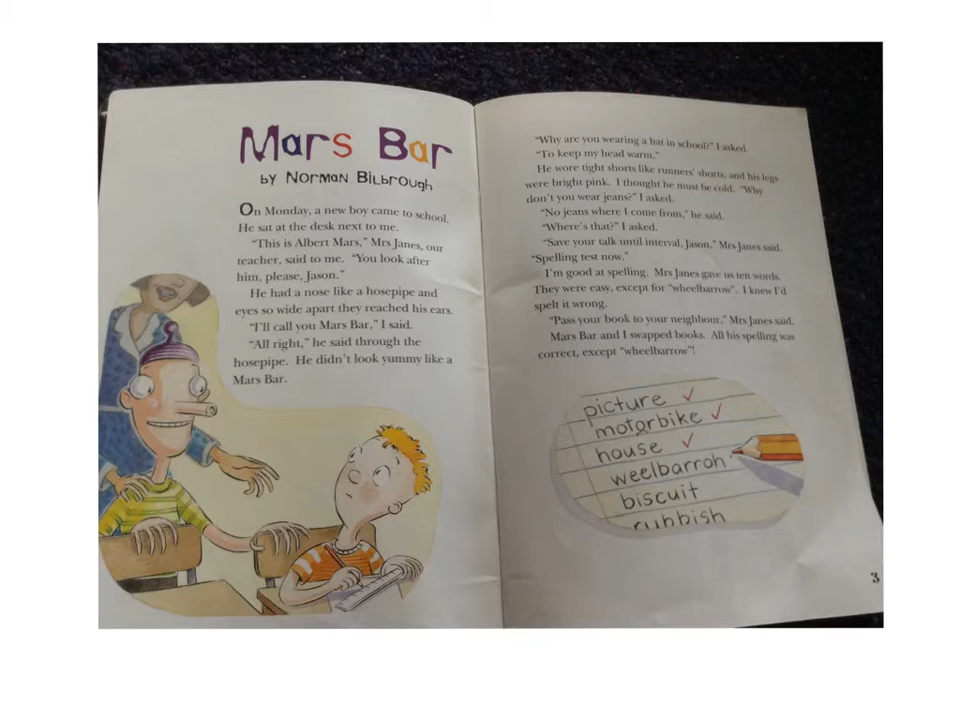 Mars Bar
by Norman Bilbrough
On Monday, a new boy came to school.
He sat at the desk next to me.
“This is Albert Mars,” Mrs Janes, our
teacher, said to me. “You look after
him, please, Jason.”
He had a nose like a hosepipe and
eyes so wide apart they reached his ears.
“I’ll call you Mars Bar,” I said.
“All right,” he said through the
hosepipe. He didn’t look yummy like a
Mars Bar.
“Why are you wearing a hat in school?” I asked.
“To keep my head warm.”
He wore tight shorts like runners’ shorts, and his legs
were bright pink. I thought he must be cold. “Why
don’t you wear jeans?” I asked.
“No jeans where I come from,” he said.
“Where’s that?” I asked.
“Save your talk until interval, Jason,” Mrs Janes said.
“Spelling test now.”
I’m good at spelling. Mrs Janes gave us ten words.
They were easy, except for “wheelbarrow”. I knew I’d
spelt it wrong.
“Pass your book to your neighbour,” Mrs Janes said.
Mars Bar and I swapped books. All his spelling was
correct, except “wheelbarrow”!
picture
motorbike
house
weelbarroh
biscuit
rubbish
3